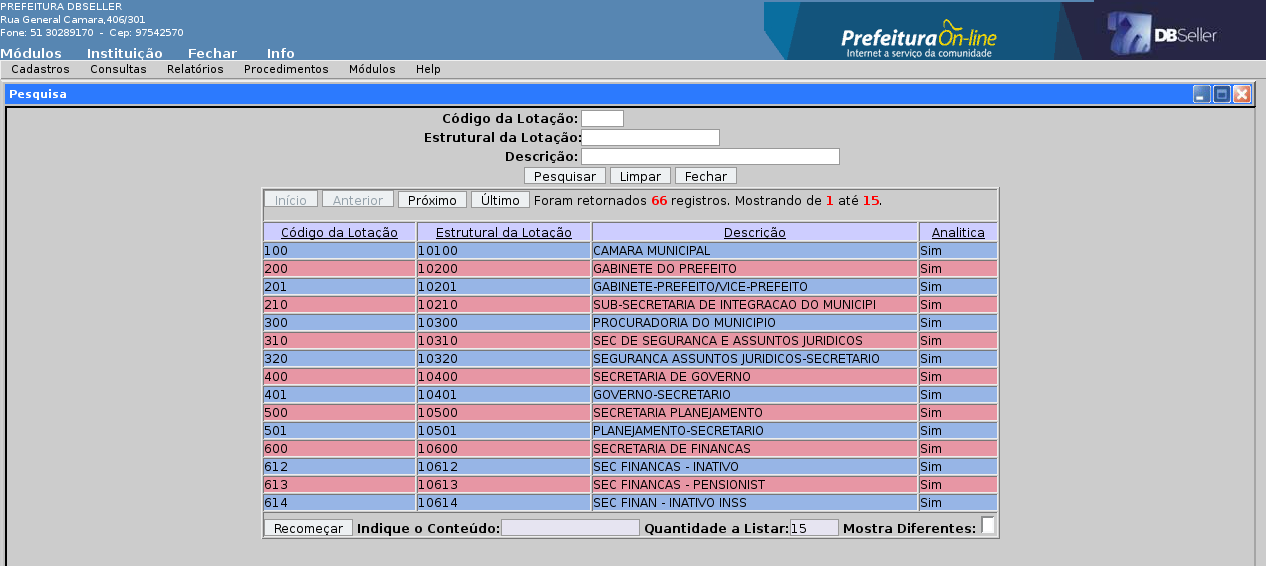 PREFEITURA DBSELLER
Rua General Camara,406/301
Fone: 51 30289170 - Cep: 97542570
Módulos Instituição Fechar Info
PrefeituraOn-line
Internet a serviço da comunidade
DBSeller
Cadastros Consultas Relatórios Procedimentos Módulos Help
Pesquisa
Código da Lotação:
Estrutural da Lotação:
Descrição:
Pesquisar Limpar Fechar
Início Anterior Próximo Último Foram retornados 66 registros. Mostrando de 1 até 15.
Código da Lotação Estrutural da Lotação Descrição Analitica
100 10100 CAMARA MUNICIPAL Sim
200 10200 GABINETE DO PREFEITO Sim
201 10201 GABINETE-PREFEITO/VICE-PREFEITO Sim
210 10210 SUB-SECRETARIA DE INTEGRACAO DO MUNICIPI Sim
300 10300 PROCURADORIA DO MUNICIPIO Sim
310 10310 SEC DE SEGURANCA E ASSUNTOS JURIDICOS Sim
320 10320 SEGURANCA ASSUNTOS JURIDICOS-SECRETARIO Sim
400 10400 SECRETARIA DE GOVERNO Sim
401 10401 GOVERNO-SECRETARIO Sim
500 10500 SECRETARIA PLANEJAMENTO Sim
501 10501 PLANEJAMENTO-SECRETARIO Sim
600 10600 SECRETARIA DE FINANCAS Sim
612 10612 SEC FINANCAS - INATIVO Sim
613 10613 SEC FINANCAS - PENSIONIST Sim
614 10614 SEC FINAN - INATIVO INSS Sim
Recomeçar Indique o Conteúdo: Quantidade a Listar: 15 Mostra Diferentes: